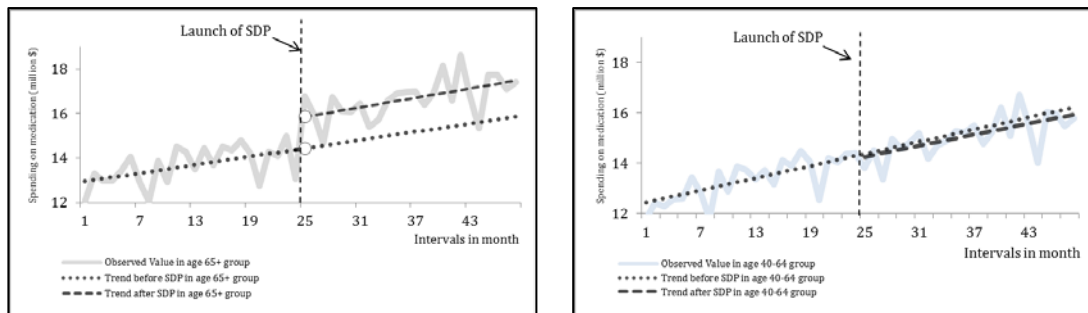 Launch of SDP
Spending on medication ( million $)
18
16
14
12
1
7
13
19
25
31
37
43
Intervals in month
Observed Value in age 65+ group
Trend before SDP in age 65+ group
Trend after SDP in age 65+ group
Launch of SDP
Spending on medication ( million $)
18
16
14
12
1
7
13
19
25
31
37
43
Intervals in month
Observed Value in age 40-64 group
Trend before SDP in age 40-64 group
Trend after SDP in age 40-64 group